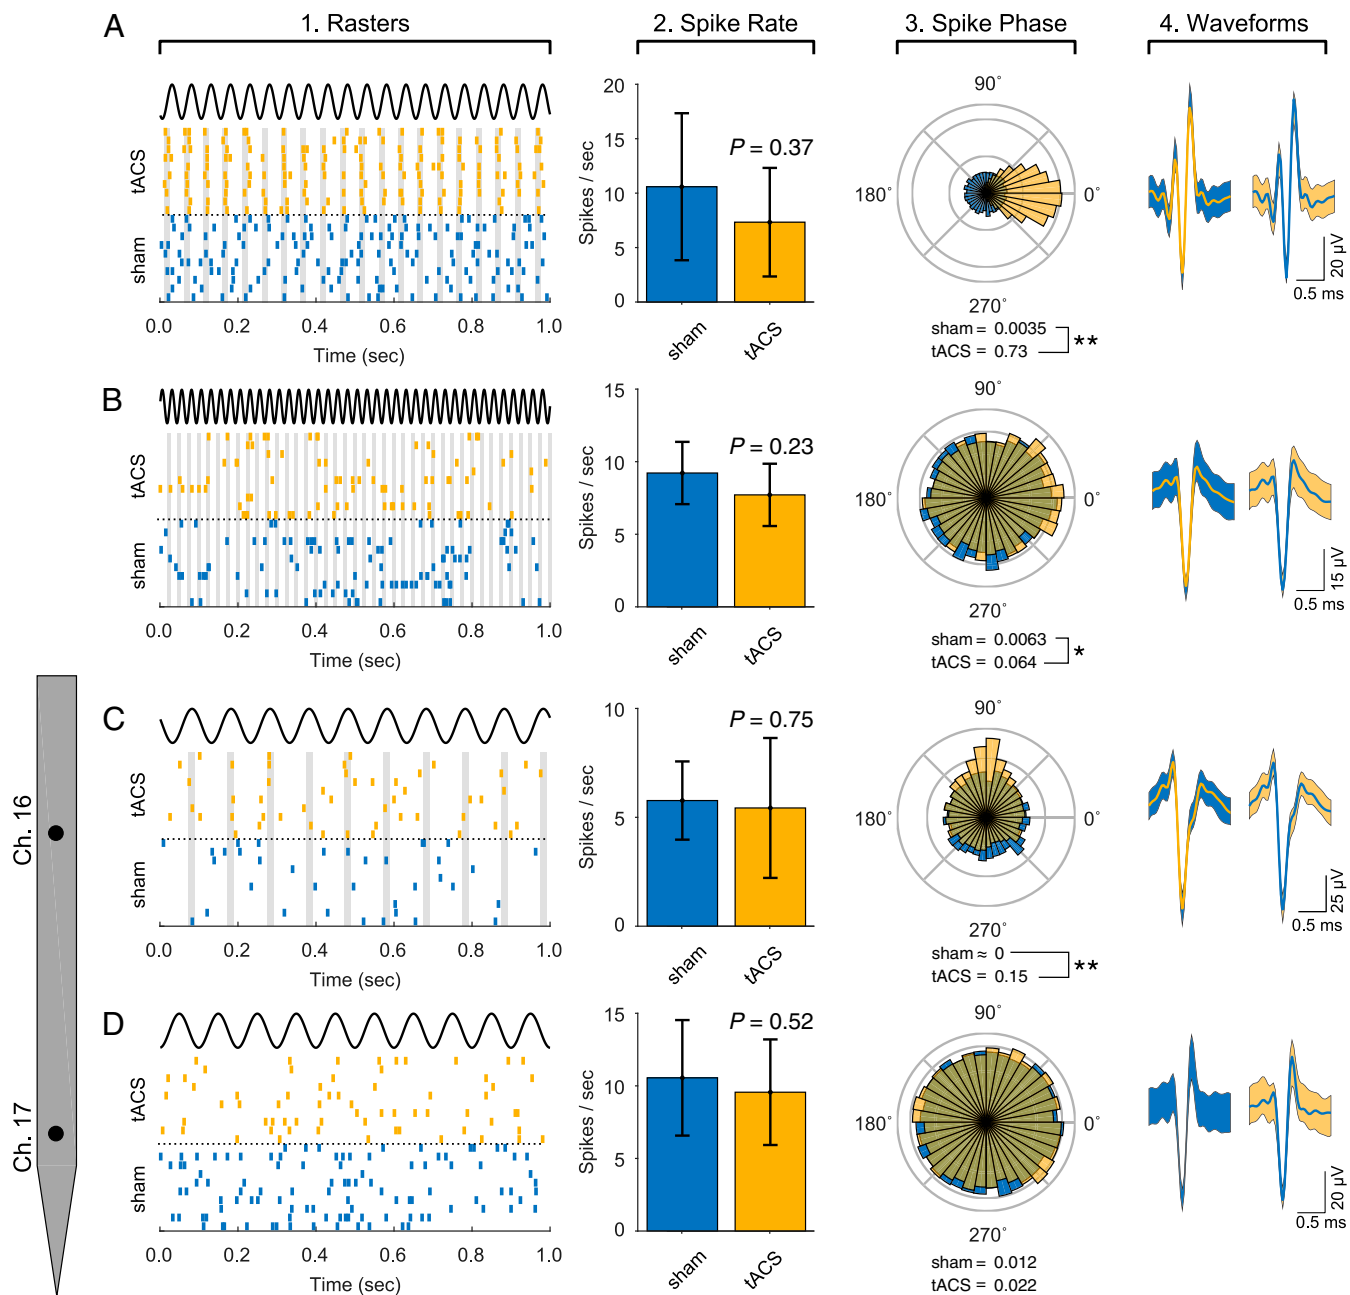 A
1. Rasters
2. Spike Rate
3. Spike Phase
4. Waveforms
tACS
sham
0.0 0.2 0.4 0.6 0.8 1.0
Time (sec)
20
15
10
5
0
Spikes / sec
P = 0.37
sham
tACS
90°
180°
0°
270°
sham = 0.0035
tACS = 0.73
**
20 µV
0.5 ms
B
tACS
sham
0.0 0.2 0.4 0.6 0.8 1.0
Time (sec)
15
10
5
0
Spikes / sec
P = 0.23
sham
tACS
90°
180°
0°
270°
sham = 0.0063
tACS = 0.064
*
15 µV
0.5 ms
Ch. 16
Ch. 17
C
tACS
sham
0.0 0.2 0.4 0.6 0.8 1.0
Time (sec)
10
5
0
Spikes / sec
P = 0.75
sham
tACS
90°
180°
0°
270°
sham ≈ 0
tACS = 0.15
**
25 µV
0.5 ms
D
tACS
sham
0.0 0.2 0.4 0.6 0.8 1.0
Time (sec)
15
10
5
0
Spikes / sec
P = 0.52
sham
tACS
90°
180°
0°
270°
sham = 0.012
tACS = 0.022
20 µV
0.5 ms